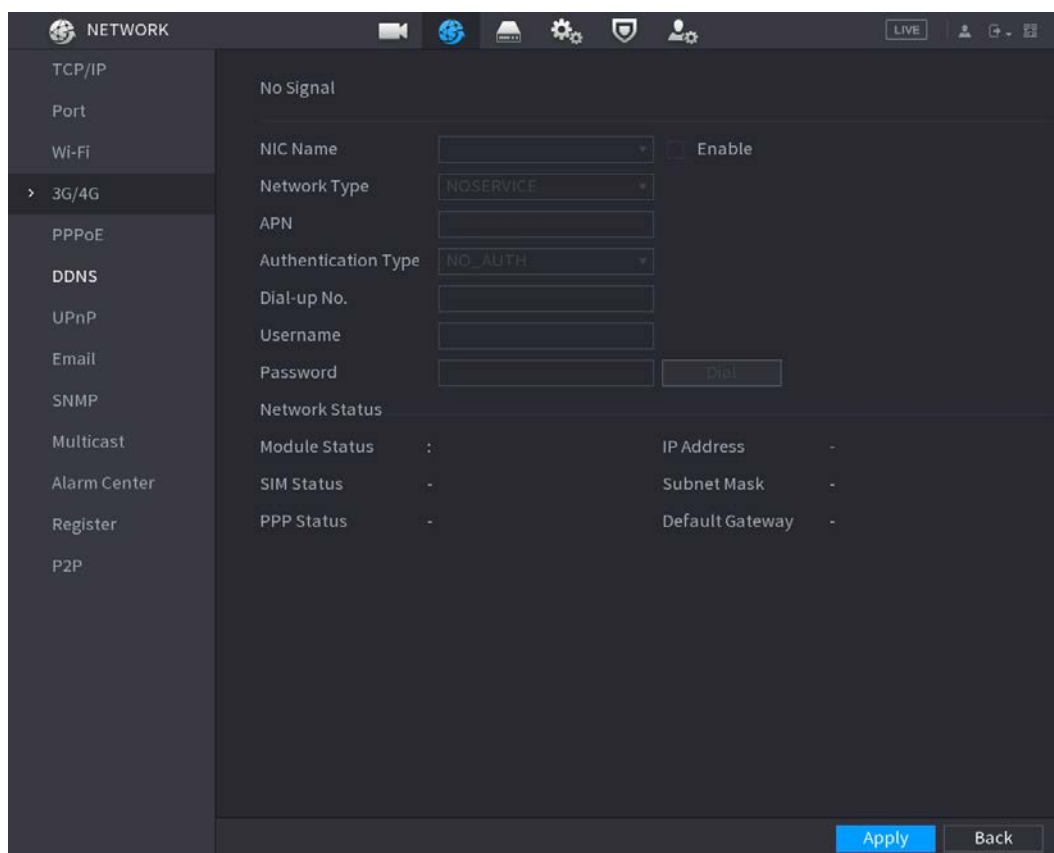 NETWORK
LIVE
TCP/IP
Port
Wi-Fi
3G/4G
PPPoE
DDNS
UPnP
Email
SNMP
Multicast
Alarm Center
Register
P2P
No Signal
NIC Name
Enable
Network Type NOSERVICE
APN
Authentication Type NO_AUTH
Dial-up No.
Username
Password Dial
Network Status
Module Status : IP Address -
SIM Status - Subnet Mask -
PPP Status - Default Gateway -
Apply Back